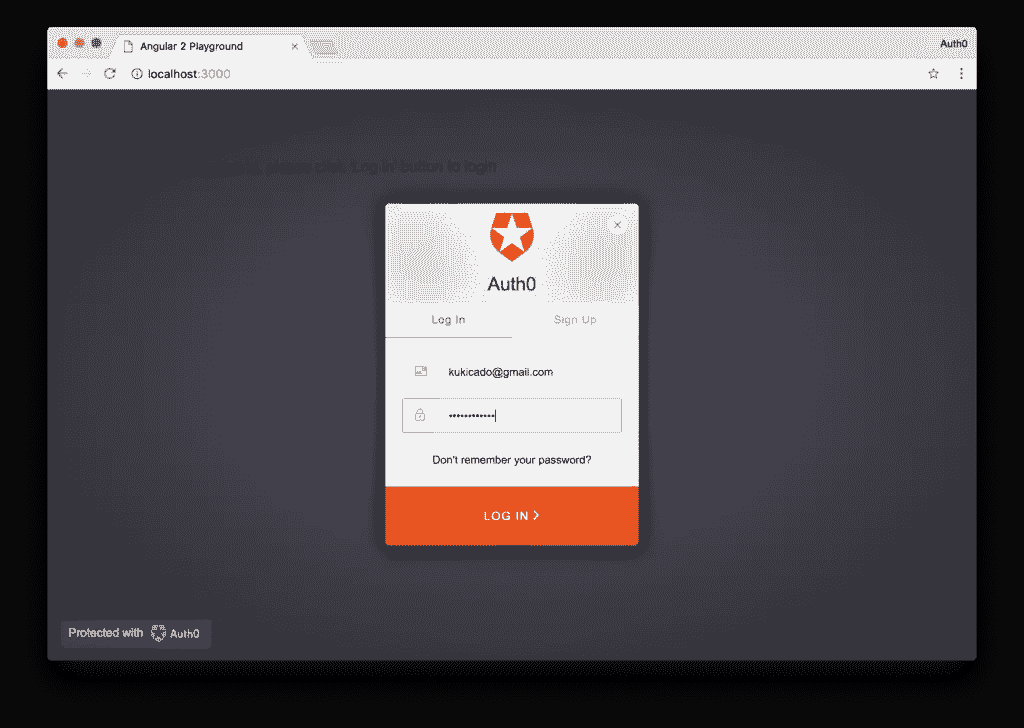 Angular 2 Playground
Auth0
localhost:3000
please click 'Log in' button to login
Auth0
Log In
Sign Up
kukicado@gmail.com
••••••••••••
Don't remember your password?
LOG IN >
Protected with Auth0